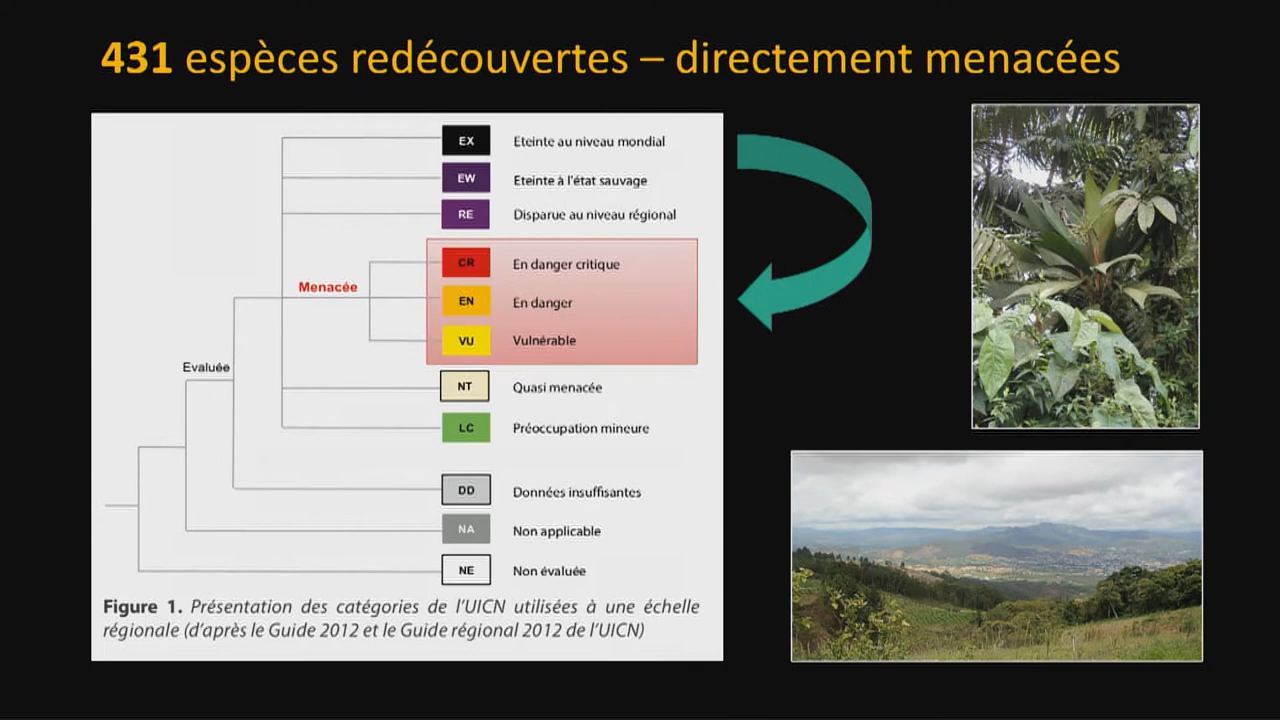 431 espèces redécouvertes – directement menacées
EX Eteinte au niveau mondial
EW Eteinte à l'état sauvage
RE Disparue au niveau régional
CR En danger critique
Menacée
EN En danger
VU Vulnérable
Evaluée
NT Quasi menacée
LC Préoccupation mineure
DD Données insuffisantes
NA Non applicable
NE Non évaluée
Figure 1. Présentation des catégories de l'UICN utilisées à une échelle
régionale (d'après le Guide 2012 et le Guide régional 2012 de l'UICN)